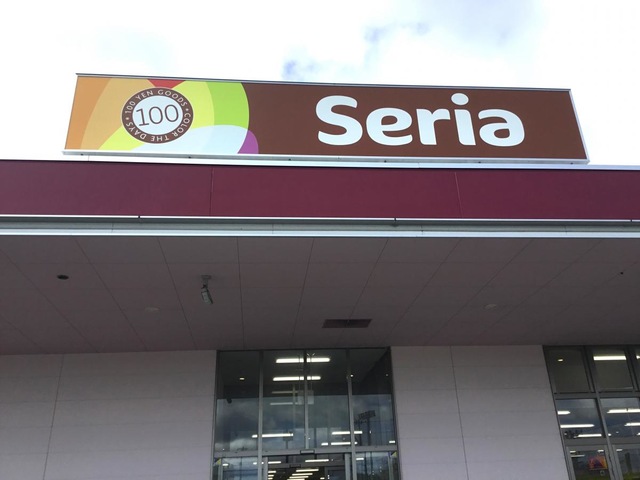 100 YEN GOODS • COLOR THE DAYS •
100
Seria